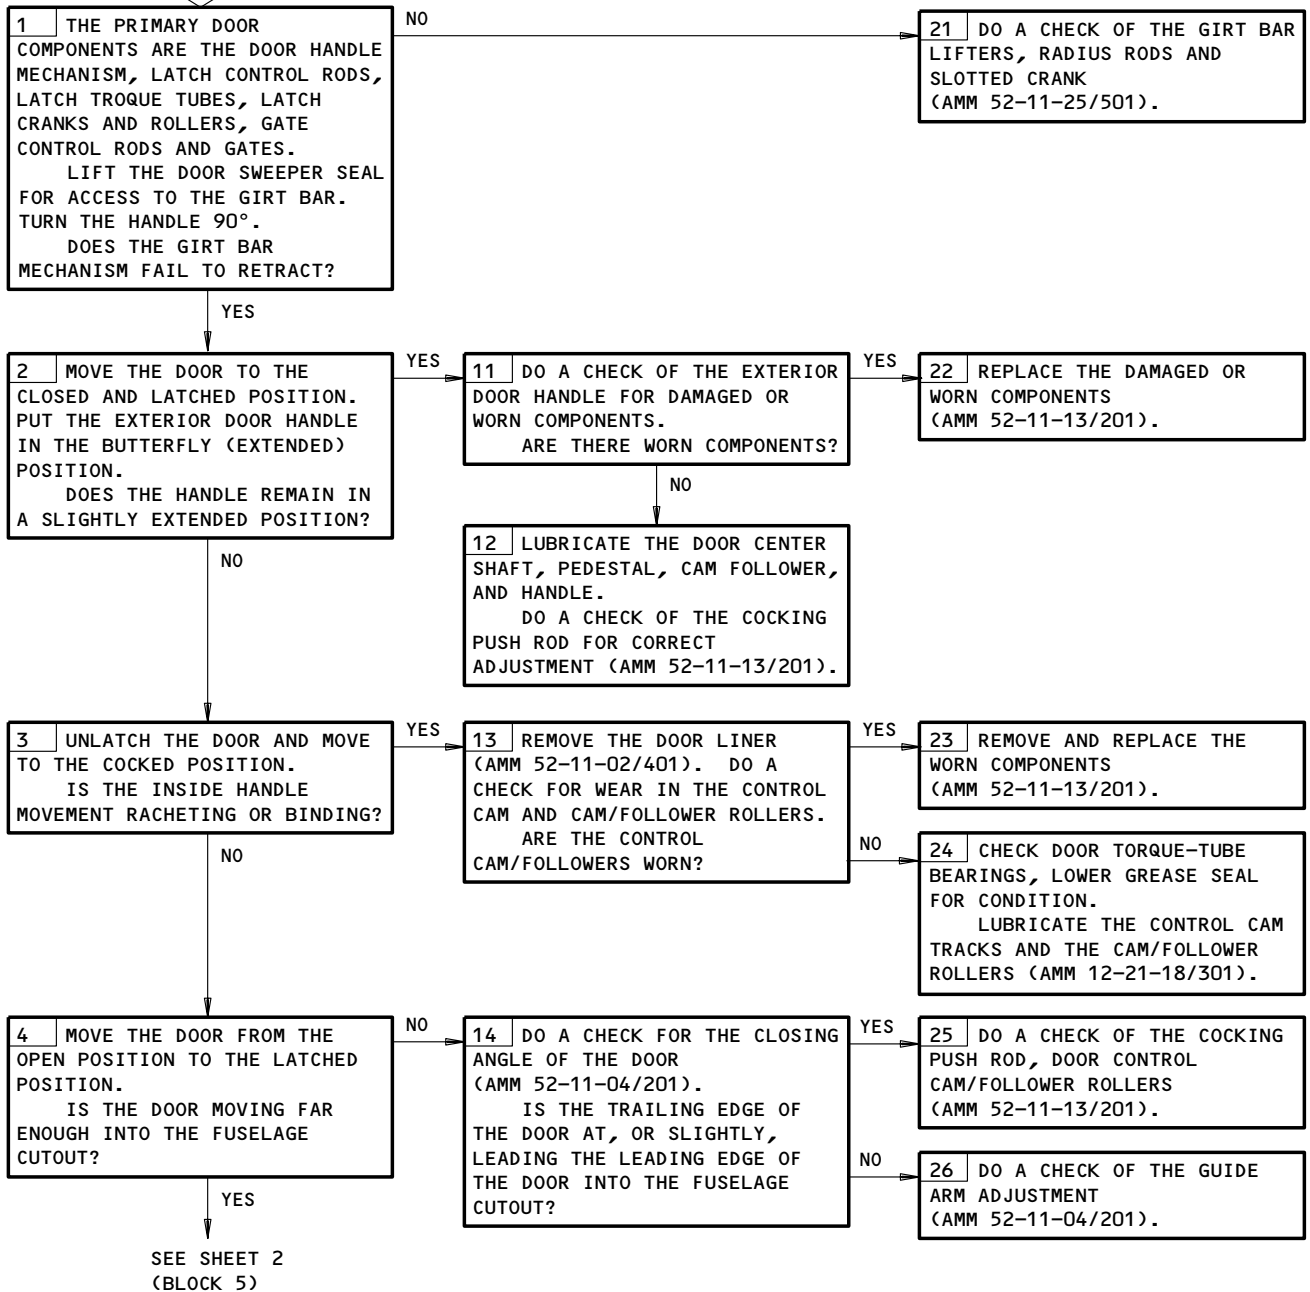 1 THE PRIMARY DOOR
COMPONENTS ARE THE DOOR HANDLE
MECHANISM, LATCH CONTROL RODS,
LATCH TROQUE TUBES, LATCH
CRANKS AND ROLLERS, GATE
CONTROL RODS AND GATES.
LIFT THE DOOR SWEEPER SEAL
FOR ACCESS TO THE GIRT BAR.
TURN THE HANDLE 90°.
DOES THE GIRT BAR
MECHANISM FAIL TO RETRACT?
NO
21 DO A CHECK OF THE GIRT BAR
LIFTERS, RADIUS RODS AND
SLOTTED CRANK
(AMM 52-11-25/501).
YES
2 MOVE THE DOOR TO THE
CLOSED AND LATCHED POSITION.
PUT THE EXTERIOR DOOR HANDLE
IN THE BUTTERFLY (EXTENDED)
POSITION.
DOES THE HANDLE REMAIN IN
A SLIGHTLY EXTENDED POSITION?
YES
11 DO A CHECK OF THE EXTERIOR
DOOR HANDLE FOR DAMAGED OR
WORN COMPONENTS.
ARE THERE WORN COMPONENTS?
YES
22 REPLACE THE DAMAGED OR
WORN COMPONENTS
(AMM 52-11-13/201).
NO
12 LUBRICATE THE DOOR CENTER
SHAFT, PEDESTAL, CAM FOLLOWER,
AND HANDLE.
DO A CHECK OF THE COCKING
PUSH ROD FOR CORRECT
ADJUSTMENT (AMM 52-11-13/201).
NO
3 UNLATCH THE DOOR AND MOVE
TO THE COCKED POSITION.
IS THE INSIDE HANDLE
MOVEMENT RACHETING OR BINDING?
YES
13 REMOVE THE DOOR LINER
(AMM 52-11-02/401). DO A
CHECK FOR WEAR IN THE CONTROL
CAM AND CAM/FOLLOWER ROLLERS.
ARE THE CONTROL
CAM/FOLLOWERS WORN?
YES
23 REMOVE AND REPLACE THE
WORN COMPONENTS
(AMM 52-11-13/201).
NO
24 CHECK DOOR TORQUE-TUBE
BEARINGS, LOWER GREASE SEAL
FOR CONDITION.
LUBRICATE THE CONTROL CAM
TRACKS AND THE CAM/FOLLOWER
ROLLERS (AMM 12-21-18/301).
NO
4 MOVE THE DOOR FROM THE
OPEN POSITION TO THE LATCHED
POSITION.
IS THE DOOR MOVING FAR
ENOUGH INTO THE FUSELAGE
CUTOUT?
NO
14 DO A CHECK FOR THE CLOSING
ANGLE OF THE DOOR
(AMM 52-11-04/201).
IS THE TRAILING EDGE OF
THE DOOR AT, OR SLIGHTLY,
LEADING THE LEADING EDGE OF
THE DOOR INTO THE FUSELAGE
CUTOUT?
YES
25 DO A CHECK OF THE COCKING
PUSH ROD, DOOR CONTROL
CAM/FOLLOWER ROLLERS
(AMM 52-11-13/201).
NO
26 DO A CHECK OF THE GUIDE
ARM ADJUSTMENT
(AMM 52-11-04/201).
YES
SEE SHEET 2
(BLOCK 5)